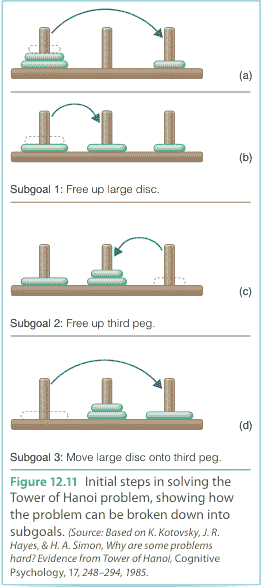 (a)
(b)
Subgoal 1: Free up large disc.
(c)
Subgoal 2: Free up third peg.
(d)
Subgoal 3: Move large disc onto third peg.
Figure 12.11 Initial steps in solving the
Tower of Hanoi problem, showing how
the problem can be broken down into
subgoals. (Source: Based on K. Kotovsky, J. R.
Hayes, & H. A. Simon, Why are some problems
hard? Evidence from Tower of Hanoi, Cognitive
Psychology, 17, 248–294, 1985.